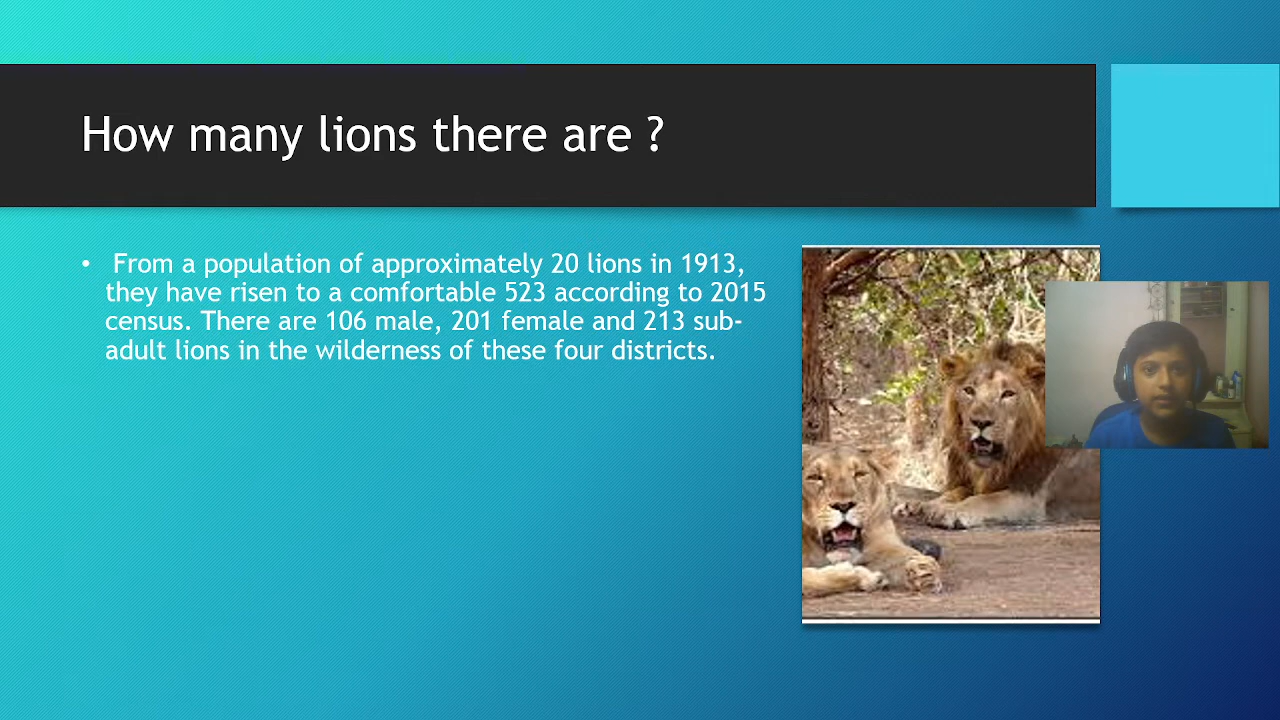 How many lions there are ?
• From a population of approximately 20 lions in 1913,
they have risen to a comfortable 523 according to 2015
census. There are 106 male, 201 female and 213 sub-
adult lions in the wilderness of these four districts.